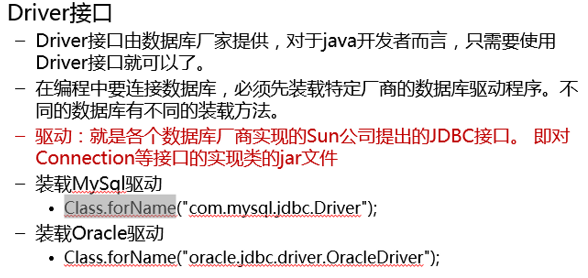 Driver接口
– Driver接口由数据库厂家提供，对于java开发者而言，只需要使用
Driver接口就可以了。
– 在编程中要连接数据库，必须先装载特定厂商的数据库驱动程序。不
同的数据库有不同的装载方法。
– 驱动：就是各个数据库厂商实现的Sun公司提出的JDBC接口。 即对
Connection等接口的实现类的jar文件
– 装载MySql驱动
• Class.forName("com.mysql.jdbc.Driver");
– 装载Oracle驱动
• Class.forName("oracle.jdbc.driver.OracleDriver");